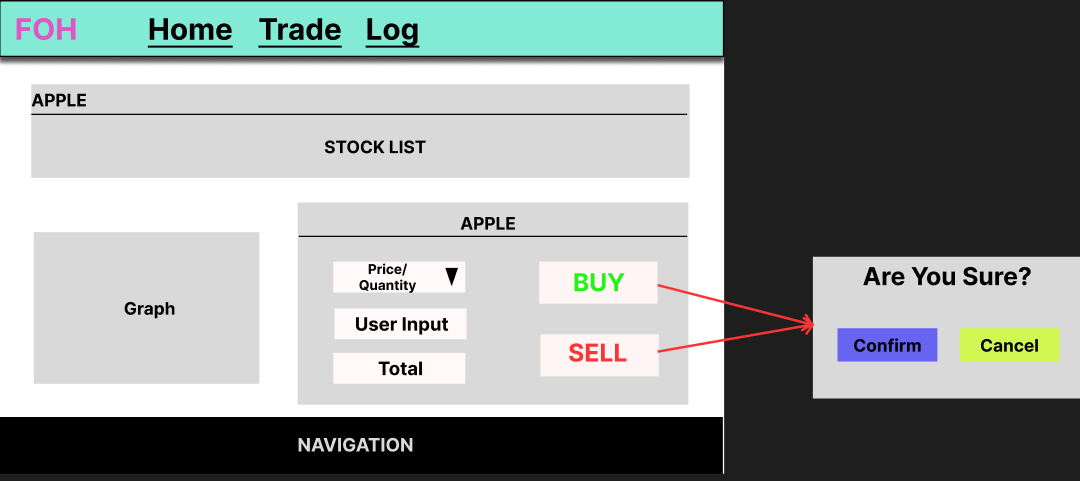 FOH Home Trade Log
APPLE
STOCK LIST
Graph
APPLE
Price/
Quantity
User Input
Total
BUY
SELL
Are You Sure?
Confirm Cancel
NAVIGATION